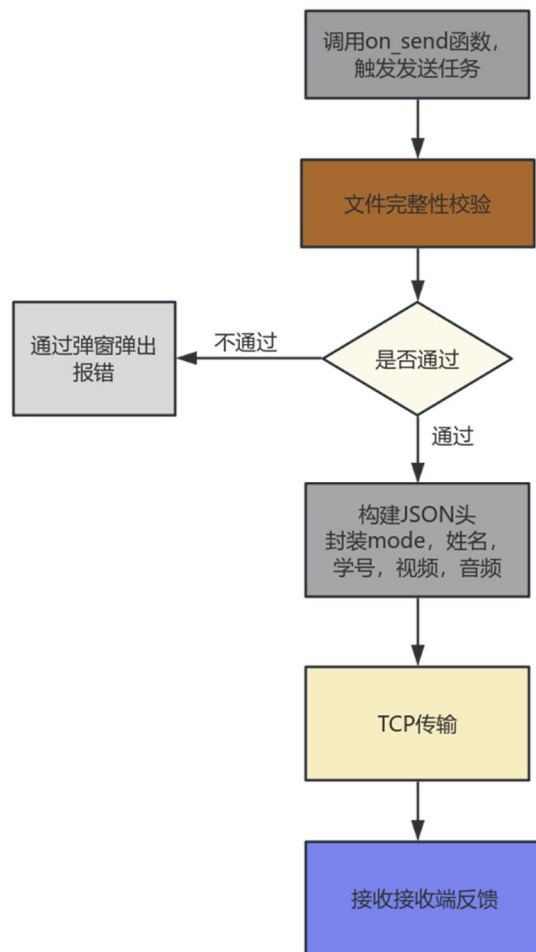 调用on_send函数，
触发发送任务
文件完整性校验
是否通过
不通过
通过弹窗弹出
报错
通过
构建JSON头
封装mode，姓名，
学号，视频，音频
TCP传输
接收接收端反馈